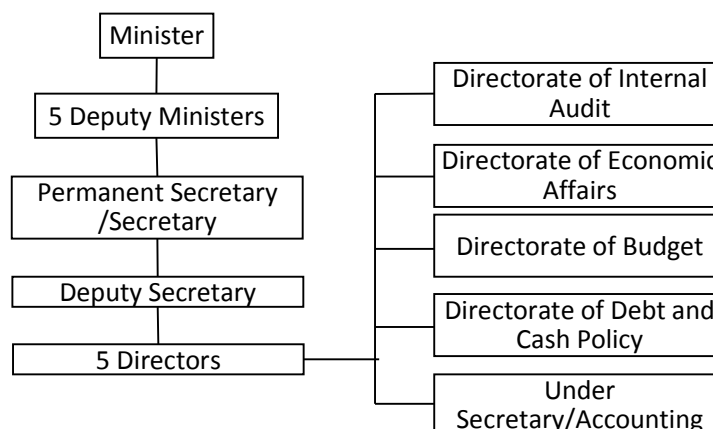 Minister
5 Deputy Ministers
Permanent Secretary
/Secretary
Deputy Secretary
5 Directors
Directorate of Internal
Audit
Directorate of Economic
Affairs
Directorate of Budget
Directorate of Debt and
Cash Policy
Under
Secretary/Accounting